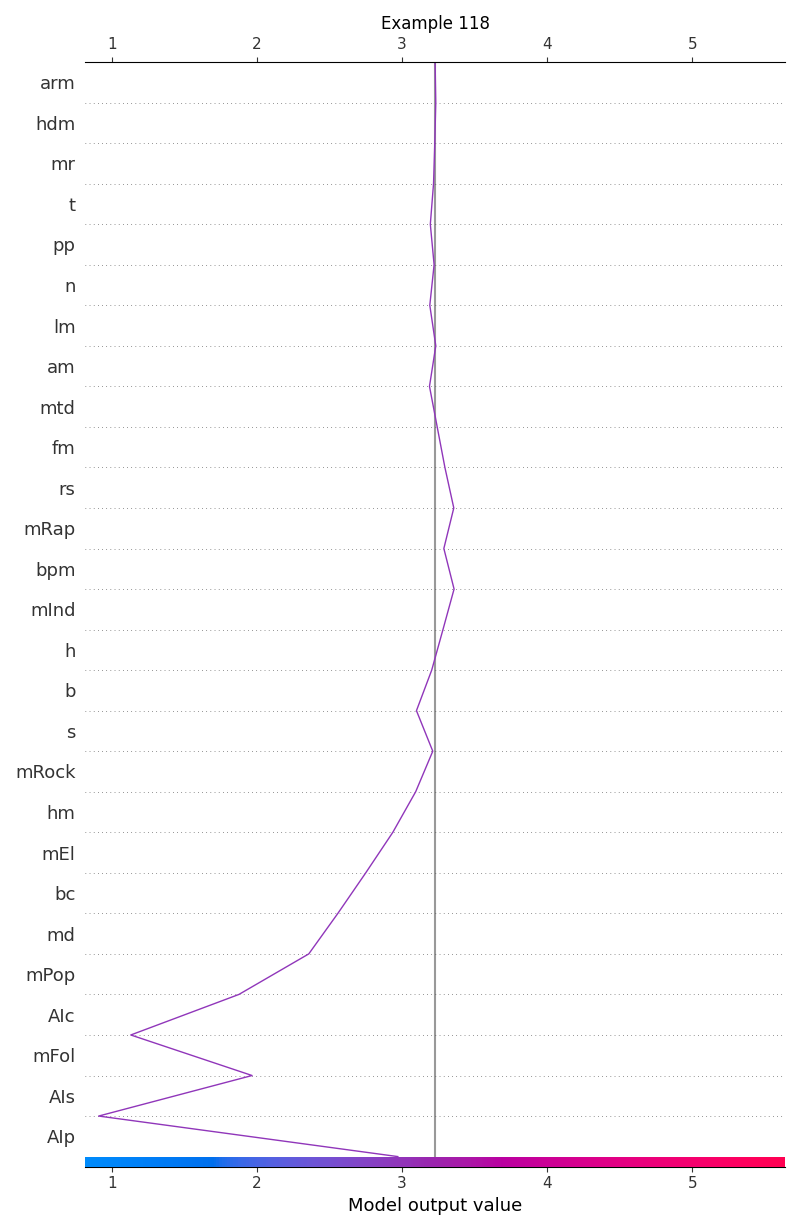 Example 118
1 2 3 4 5
arm
hdm
mr
t
pp
n
lm
am
mtd
fm
rs
mRap
bpm
mInd
h
b
s
mRock
hm
mEl
bc
md
mPop
AIc
mFol
AIs
AIp
1 2 3 4 5
Model output value